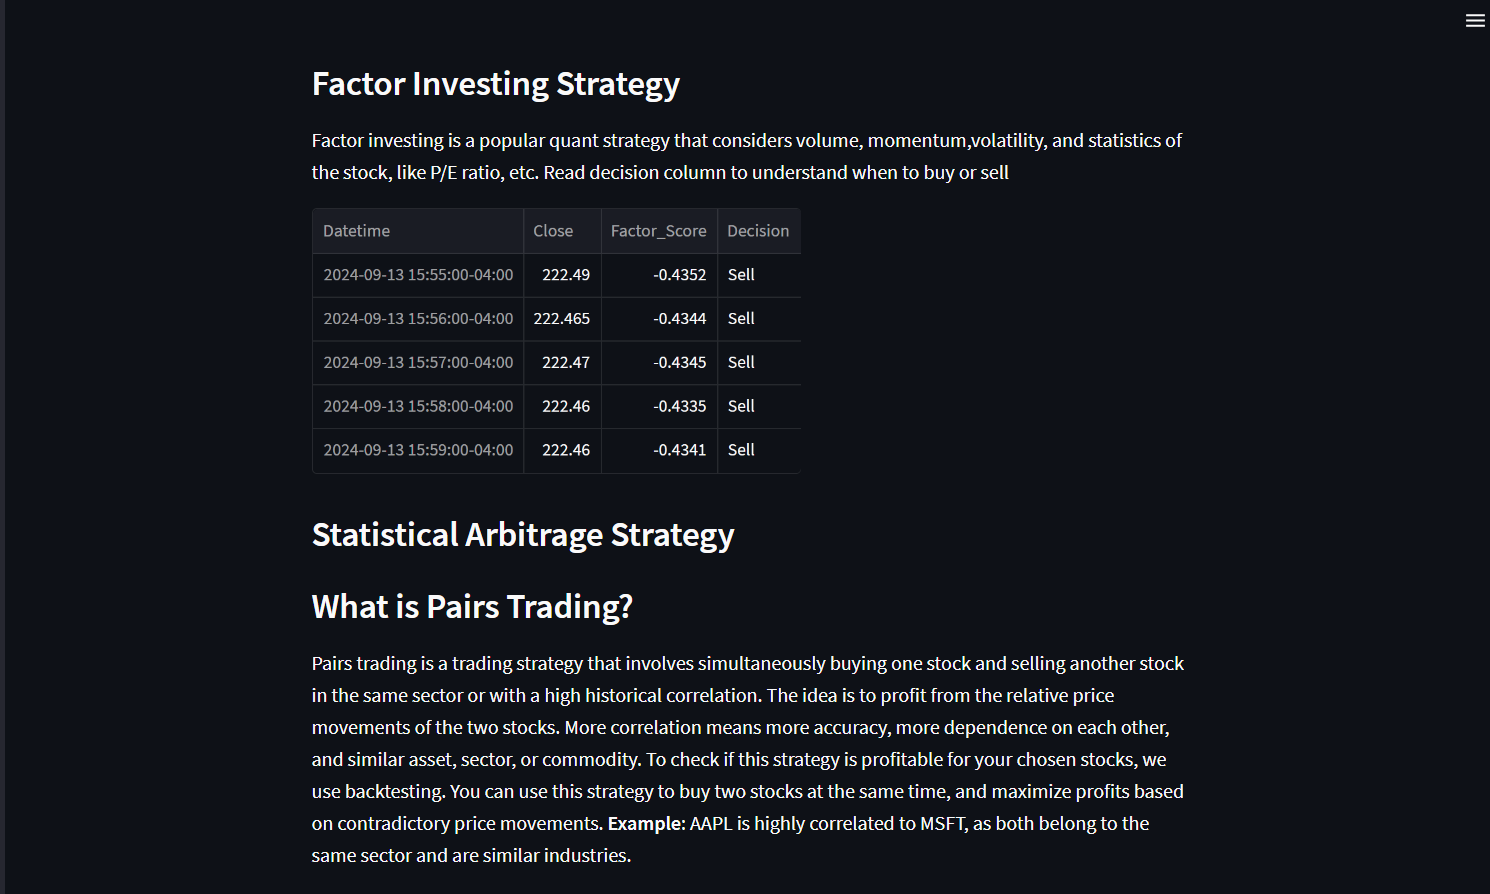 Factor Investing Strategy
Factor investing is a popular quant strategy that considers volume, momentum,volatility, and statistics of
the stock, like P/E ratio, etc. Read decision column to understand when to buy or sell
Datetime Close Factor_Score Decision
2024-09-13 15:55:00-04:00 222.49 -0.4352 Sell
2024-09-13 15:56:00-04:00 222.465 -0.4344 Sell
2024-09-13 15:57:00-04:00 222.47 -0.4345 Sell
2024-09-13 15:58:00-04:00 222.46 -0.4335 Sell
2024-09-13 15:59:00-04:00 222.46 -0.4341 Sell
Statistical Arbitrage Strategy
What is Pairs Trading?
Pairs trading is a trading strategy that involves simultaneously buying one stock and selling another stock
in the same sector or with a high historical correlation. The idea is to profit from the relative price
movements of the two stocks. More correlation means more accuracy, more dependence on each other,
and similar asset, sector, or commodity. To check if this strategy is profitable for your chosen stocks, we
use backtesting. You can use this strategy to buy two stocks at the same time, and maximize profits based
on contradictory price movements. Example: AAPL is highly correlated to MSFT, as both belong to the
same sector and are similar industries.